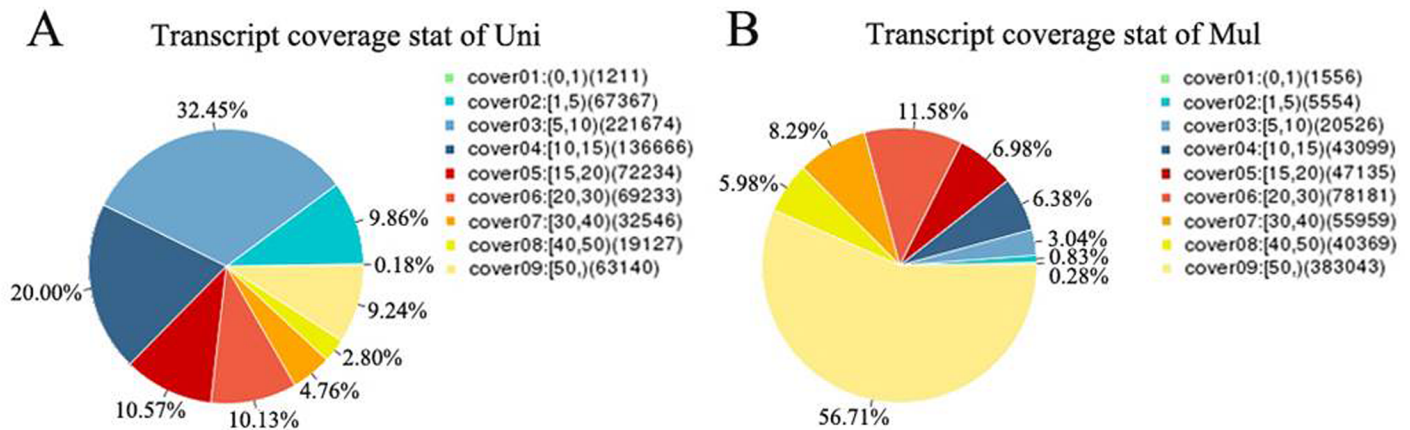 A
Transcript coverage stat of Uni
cover01:(0,1)(1211)
cover02:[1,5)(67367)
cover03:[5,10)(221674)
cover04:[10,15)(136666)
cover05:[15,20)(72234)
cover06:[20,30)(69233)
cover07:[30,40)(32546)
cover08:[40,50)(19127)
cover09:[50,)(63140)
32.45%
9.86%
0.18%
20.00%
9.24%
2.80%
4.76%
10.57%
10.13%
B
Transcript coverage stat of Mul
cover01:(0,1)(1556)
cover02:[1,5)(5554)
cover03:[5,10)(20526)
cover04:[10,15)(43099)
cover05:[15,20)(47135)
cover06:[20,30)(78181)
cover07:[30,40)(55959)
cover08:[40,50)(40369)
cover09:[50,)(383043)
11.58%
8.29%
6.98%
5.98%
6.38%
3.04%
0.83%
0.28%
56.71%